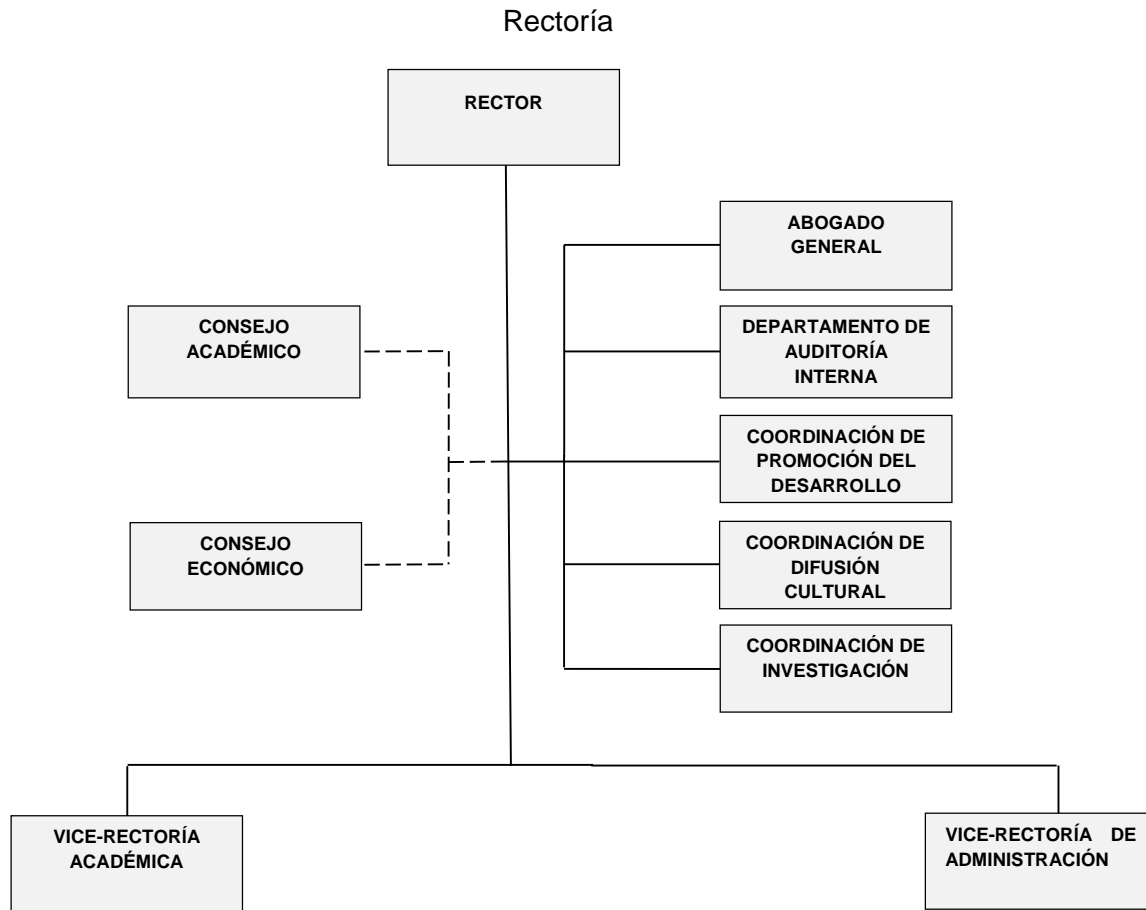 Rectoría
RECTOR
ABOGADO
GENERAL
CONSEJO
ACADÉMICO
DEPARTAMENTO DE
AUDITORÍA
INTERNA
COORDINACIÓN DE
PROMOCIÓN DEL
DESARROLLO
CONSEJO
ECONÓMICO
COORDINACIÓN DE
DIFUSIÓN
CULTURAL
COORDINACIÓN DE
INVESTIGACIÓN
VICE-RECTORÍA
ACADÉMICA
VICE-RECTORÍA DE
ADMINISTRACIÓN